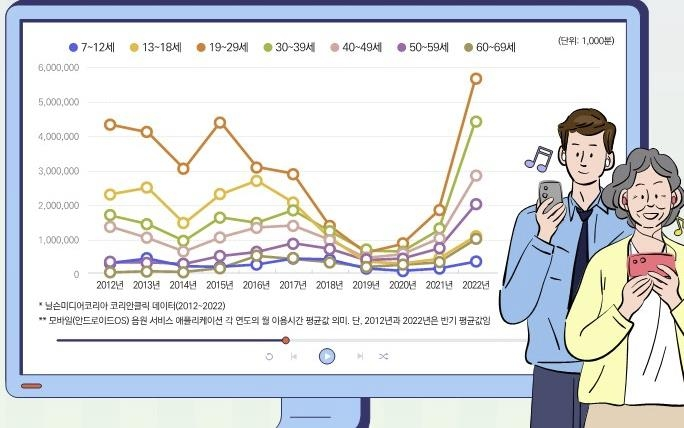 7~12세 13~18세 19~29세 30~39세 40~49세 50~59세 60~69세
(단위: 1,000분)
6,000,000
5,000,000
4,000,000
3,000,000
2,000,000
1,000,000
0
2012년 2013년 2014년 2015년 2016년 2017년 2018년 2019년 2020년 2021년 2022년
* 닐슨미디어코리아 코리안클릭 데이터(2012~2022)
** 모바일(안드로이드OS) 음원 서비스 애플리케이션 각 연도의 월 이용시간 평균값 의미. 단, 2012년과 2022년은 반기 평균값임